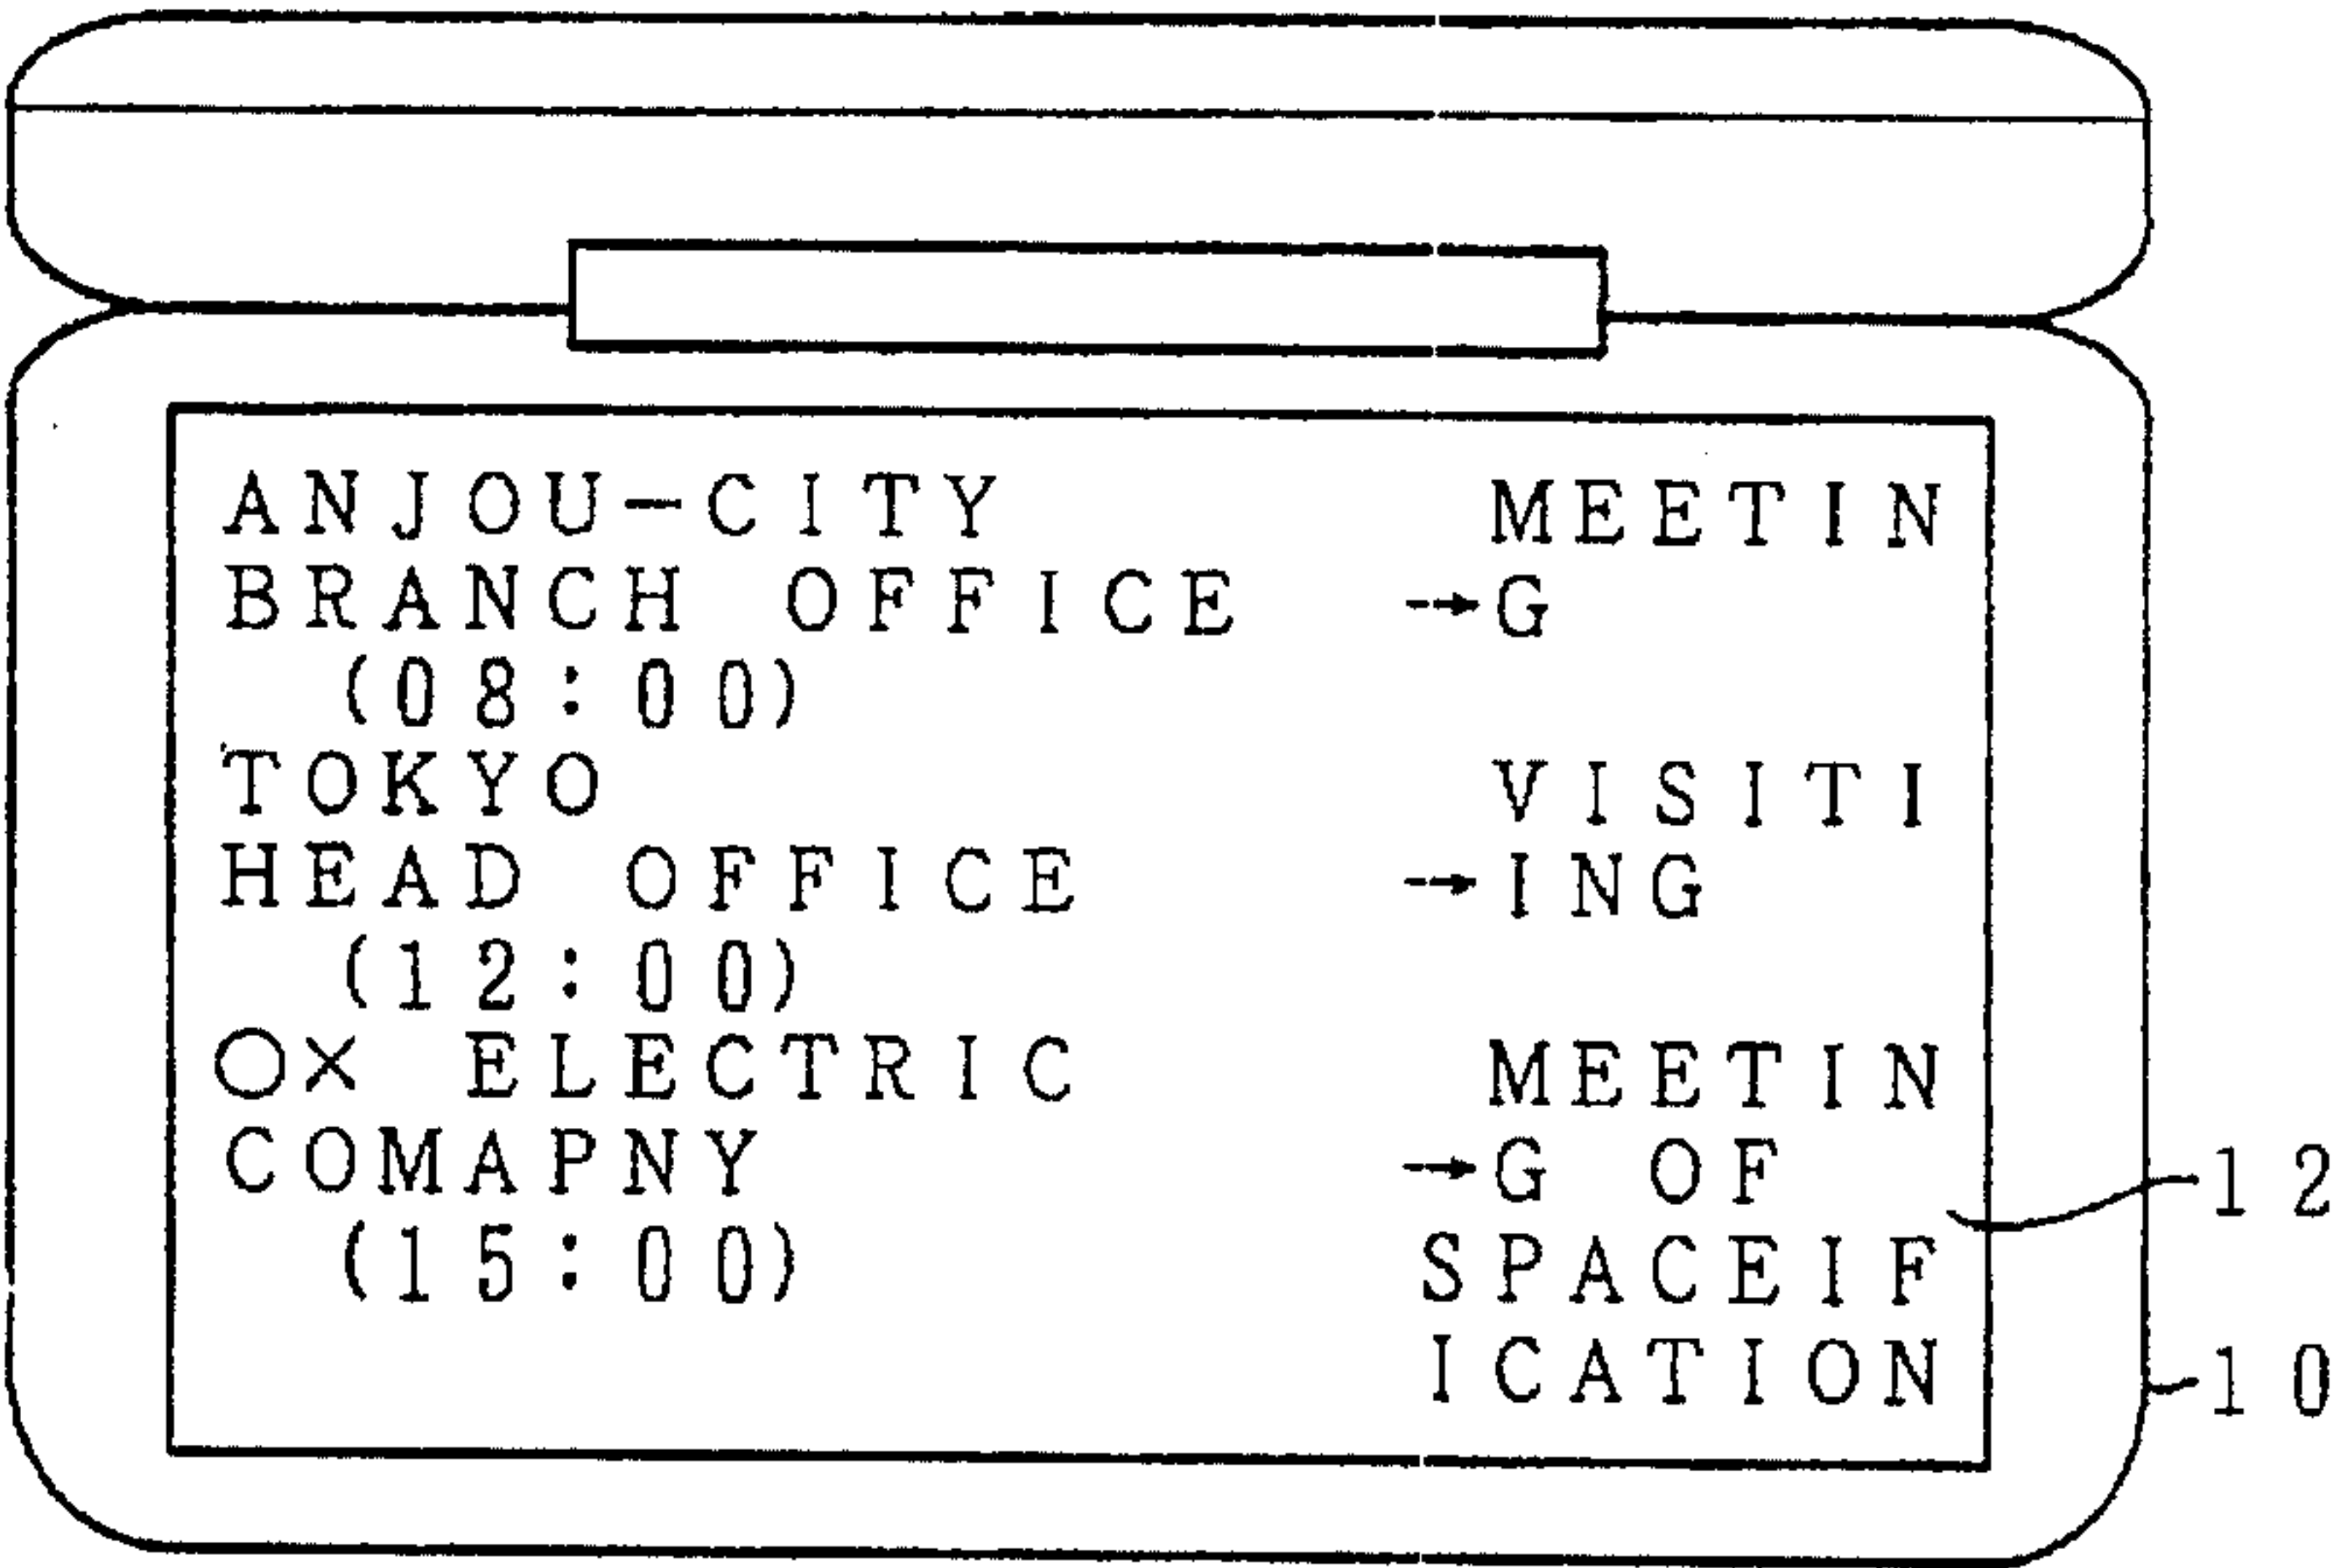 ANJOU-CITY MEETIN
BRANCH OFFICE →G
(08:00)
TOKYO VISITI
HEAD OFFICE →ING
(12:00)
○× ELECTRIC MEETIN
COMAPNY →G OF
(15:00) SPACEIF
ICATION
12
10